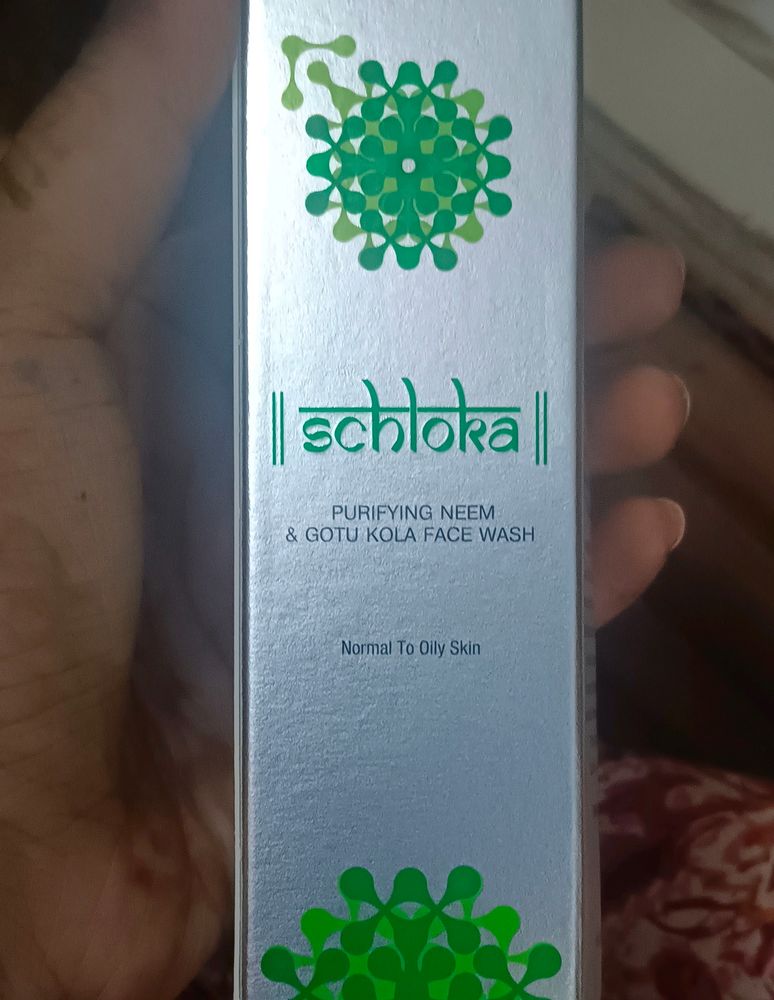 || schloka ||
PURIFYING NEEM
& GOTU KOLA FACE WASH
Normal To Oily Skin